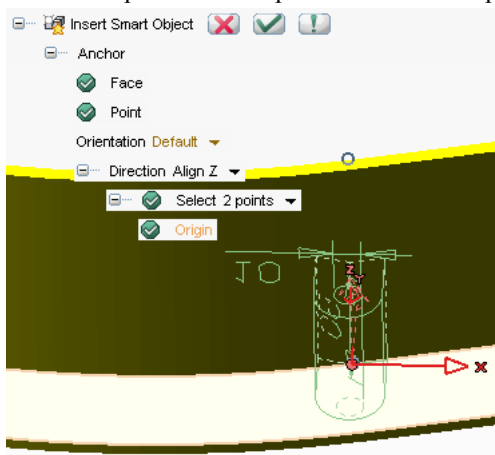 Insert Smart Object
Anchor
Face
Point
Orientation Default
Direction Align Z
Select 2 points
Origin
JO
Z
Y
X